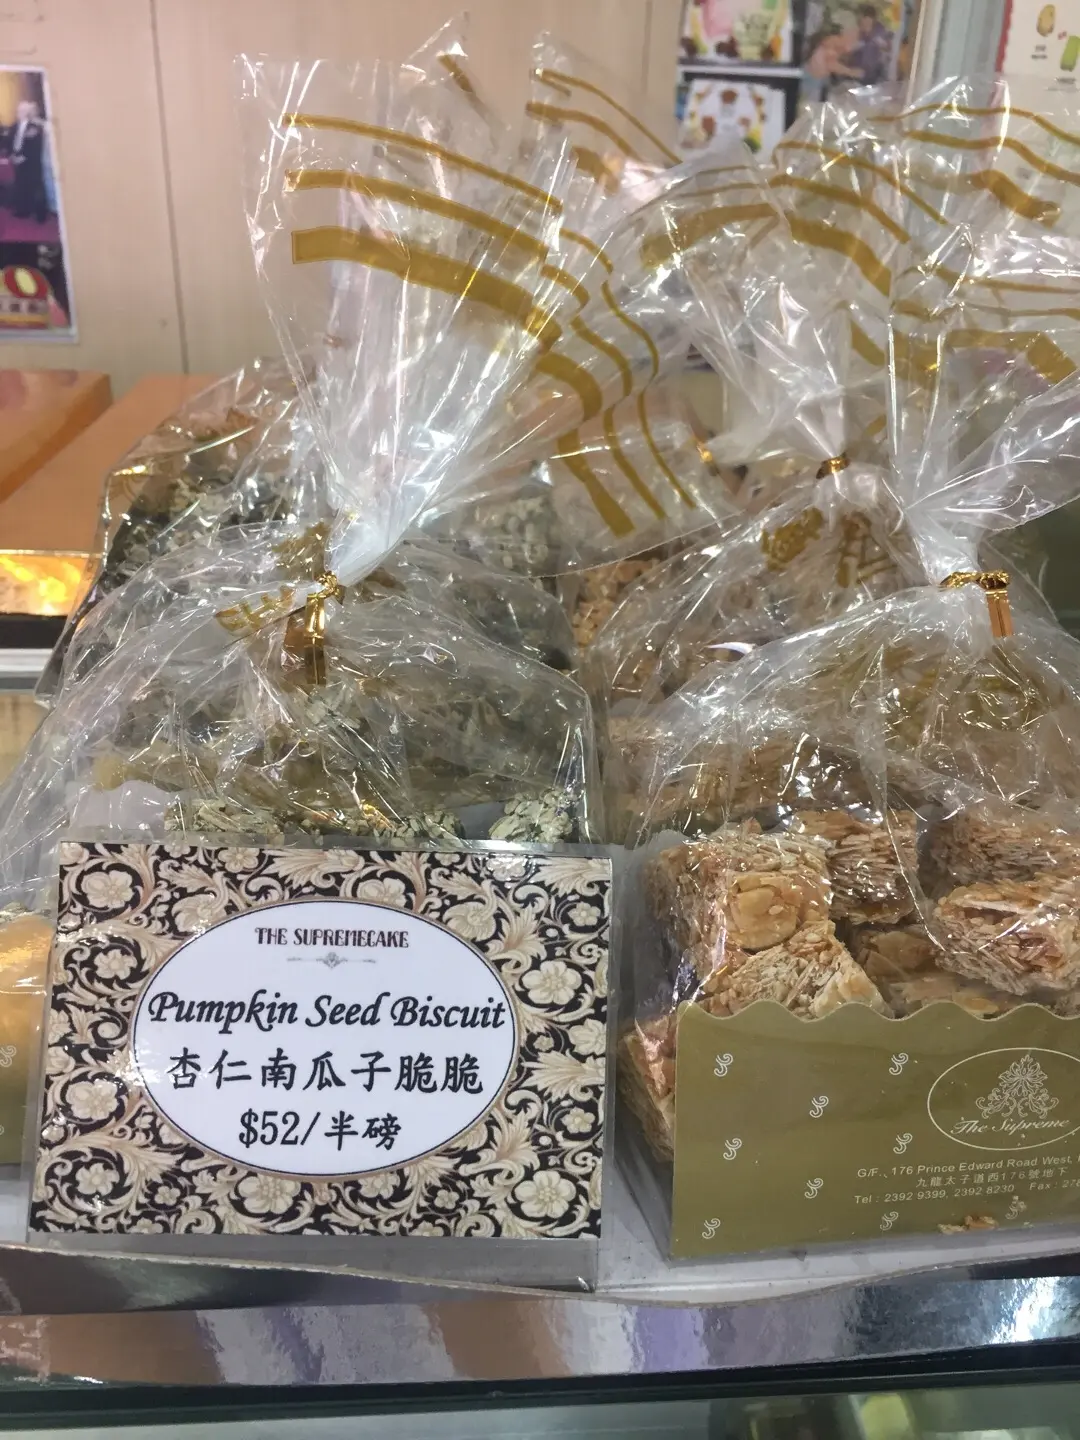 THE SUPREMECAKE
Pumpkin Seed Biscuit
杏仁南瓜子脆脆
$52/半磅
The Supreme
G/F., 176 Prince Edward Road West,
九龍太子道西176號地下
Tel : 2392 9399, 2392 8230 Fax : 278